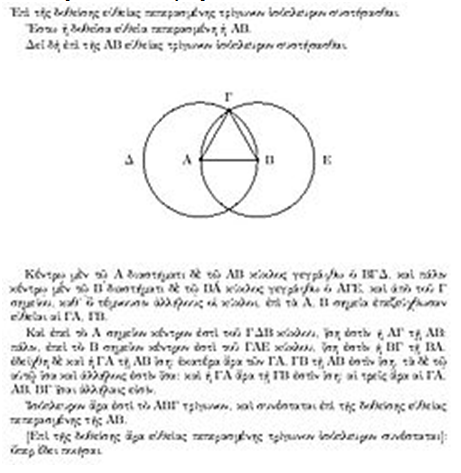 Ἐπὶ τῆς δοθείσης εὐθείας πεπερασμένης τρίγωνον ἰσόπλευρον συστήσασθαι.
Ἔστω ἡ δοθεῖσα εὐθεῖα πεπερασμένη ἡ ΑΒ.
Δεῖ δὴ ἐπὶ τῆς ΑΒ εὐθείας τρίγωνον ἰσόπλευρον συστήσασθαι.
Γ
Δ Α Β Ε
Κέντρῳ μὲν τῷ Α διαστήματι δὲ τῷ ΑΒ κύκλος γεγράφθω ὁ ΒΓΔ, καὶ πάλιν
κέντρῳ μὲν τῷ Β διαστήματι δὲ τῷ ΒΑ κύκλος γεγράφθω ὁ ΑΓΕ, καὶ ἀπὸ τοῦ Γ
σημείου, καθ᾽ ὃ τέμνουσιν ἀλλήλους οἱ κύκλοι, ἐπὶ τὰ Α, Β σημεῖα ἐπεζεύχθωσαν
εὐθεῖαι αἱ ΓΑ, ΓΒ.
Καὶ ἐπεὶ τὸ Α σημεῖον κέντρον ἐστὶ τοῦ ΓΔΒ κύκλου, ἴση ἐστὶν ἡ ΑΓ τῇ ΑΒ·
πάλιν, ἐπεὶ τὸ Β σημεῖον κέντρον ἐστὶ τοῦ ΓΑΕ κύκλου, ἴση ἐστὶν ἡ ΒΓ τῇ ΒΑ.
ἐδείχθη δὲ καὶ ἡ ΓΑ τῇ ΑΒ ἴση· ἑκατέρα ἄρα τῶν ΓΑ, ΓΒ τῇ ΑΒ ἐστὶν ἴση. τὰ δὲ τῷ
αὐτῷ ἴσα καὶ ἀλλήλοις ἐστὶν ἴσα· καὶ ἡ ΓΑ ἄρα τῇ ΓΒ ἐστὶν ἴση· αἱ τρεῖς ἄρα αἱ ΓΑ,
ΑΒ, ΒΓ ἴσαι ἀλλήλαις εἰσίν.
Ἰσόπλευρον ἄρα ἐστὶ τὸ ΑΒΓ τρίγωνον, καὶ συνέσταται ἐπὶ τῆς δοθείσης εὐθείας
πεπερασμένης τῆς ΑΒ.
[Ἐπὶ τῆς δοθείσης ἄρα εὐθείας πεπερασμένης τρίγωνον ἰσόπλευρον συνέσταται]·
ὅπερ ἔδει ποιῆσαι.